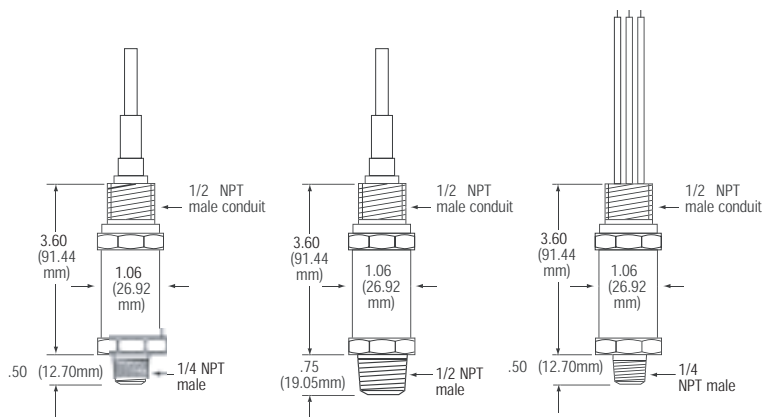 1/2 NPT
male conduit
3.60
(91.44
mm)
1.06
(26.92
mm)
.50 (12.70mm)
1/4 NPT
male
1/2 NPT
male conduit
3.60
(91.44
mm)
1.06
(26.92
mm)
.75
(19.05mm)
1/2 NPT
male
1/2 NPT
male conduit
3.60
(91.44
mm)
1.06
(26.92
mm)
.50 (12.70mm)
1/4
NPT male